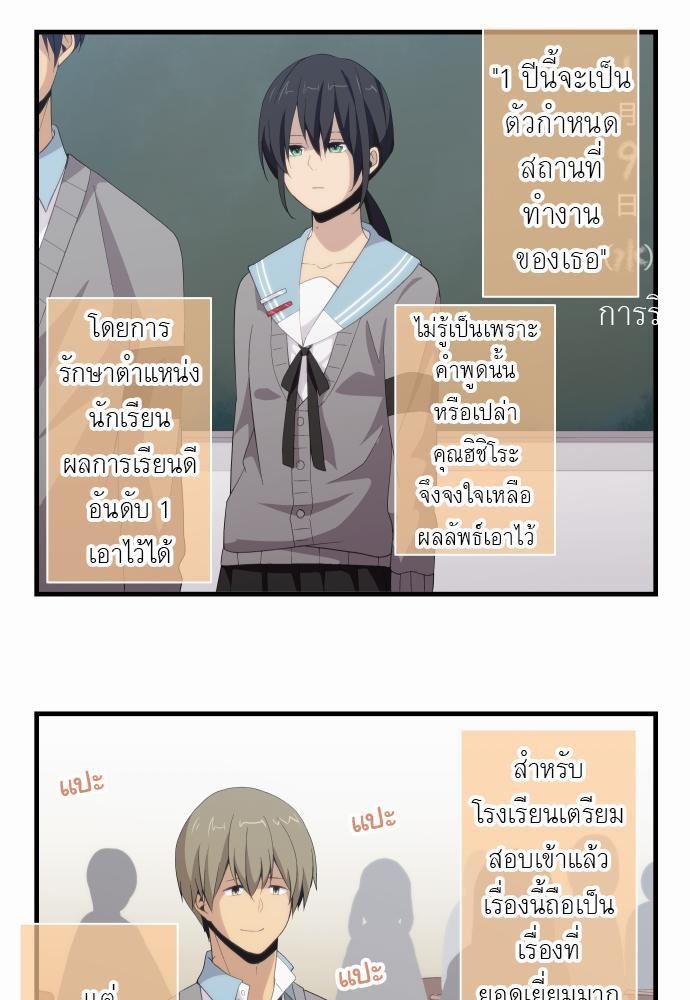 "1 ปีนี้จะเป็น
ตัวกำหนด
สถานที่
ทำงาน
ของเธอ"
月
9
日
(水)
ไม่รู้เป็นเพราะ
คำพูดนั้น
หรือเปล่า
คุณฮิชิโระ
จึงจงใจเหลือ
ผลลัพธ์เอาไว้
โดยการ
รักษาตำแหน่ง
นักเรียน
ผลการเรียนดี
อันดับ 1
เอาไว้ได้
สำหรับ
โรงเรียนเตรียม
สอบเข้าแล้ว
เรื่องนี้ถือเป็น
เรื่องที่
ยอดเยี่ยมมาก
แปะ
แปะ
แปะ
แต่